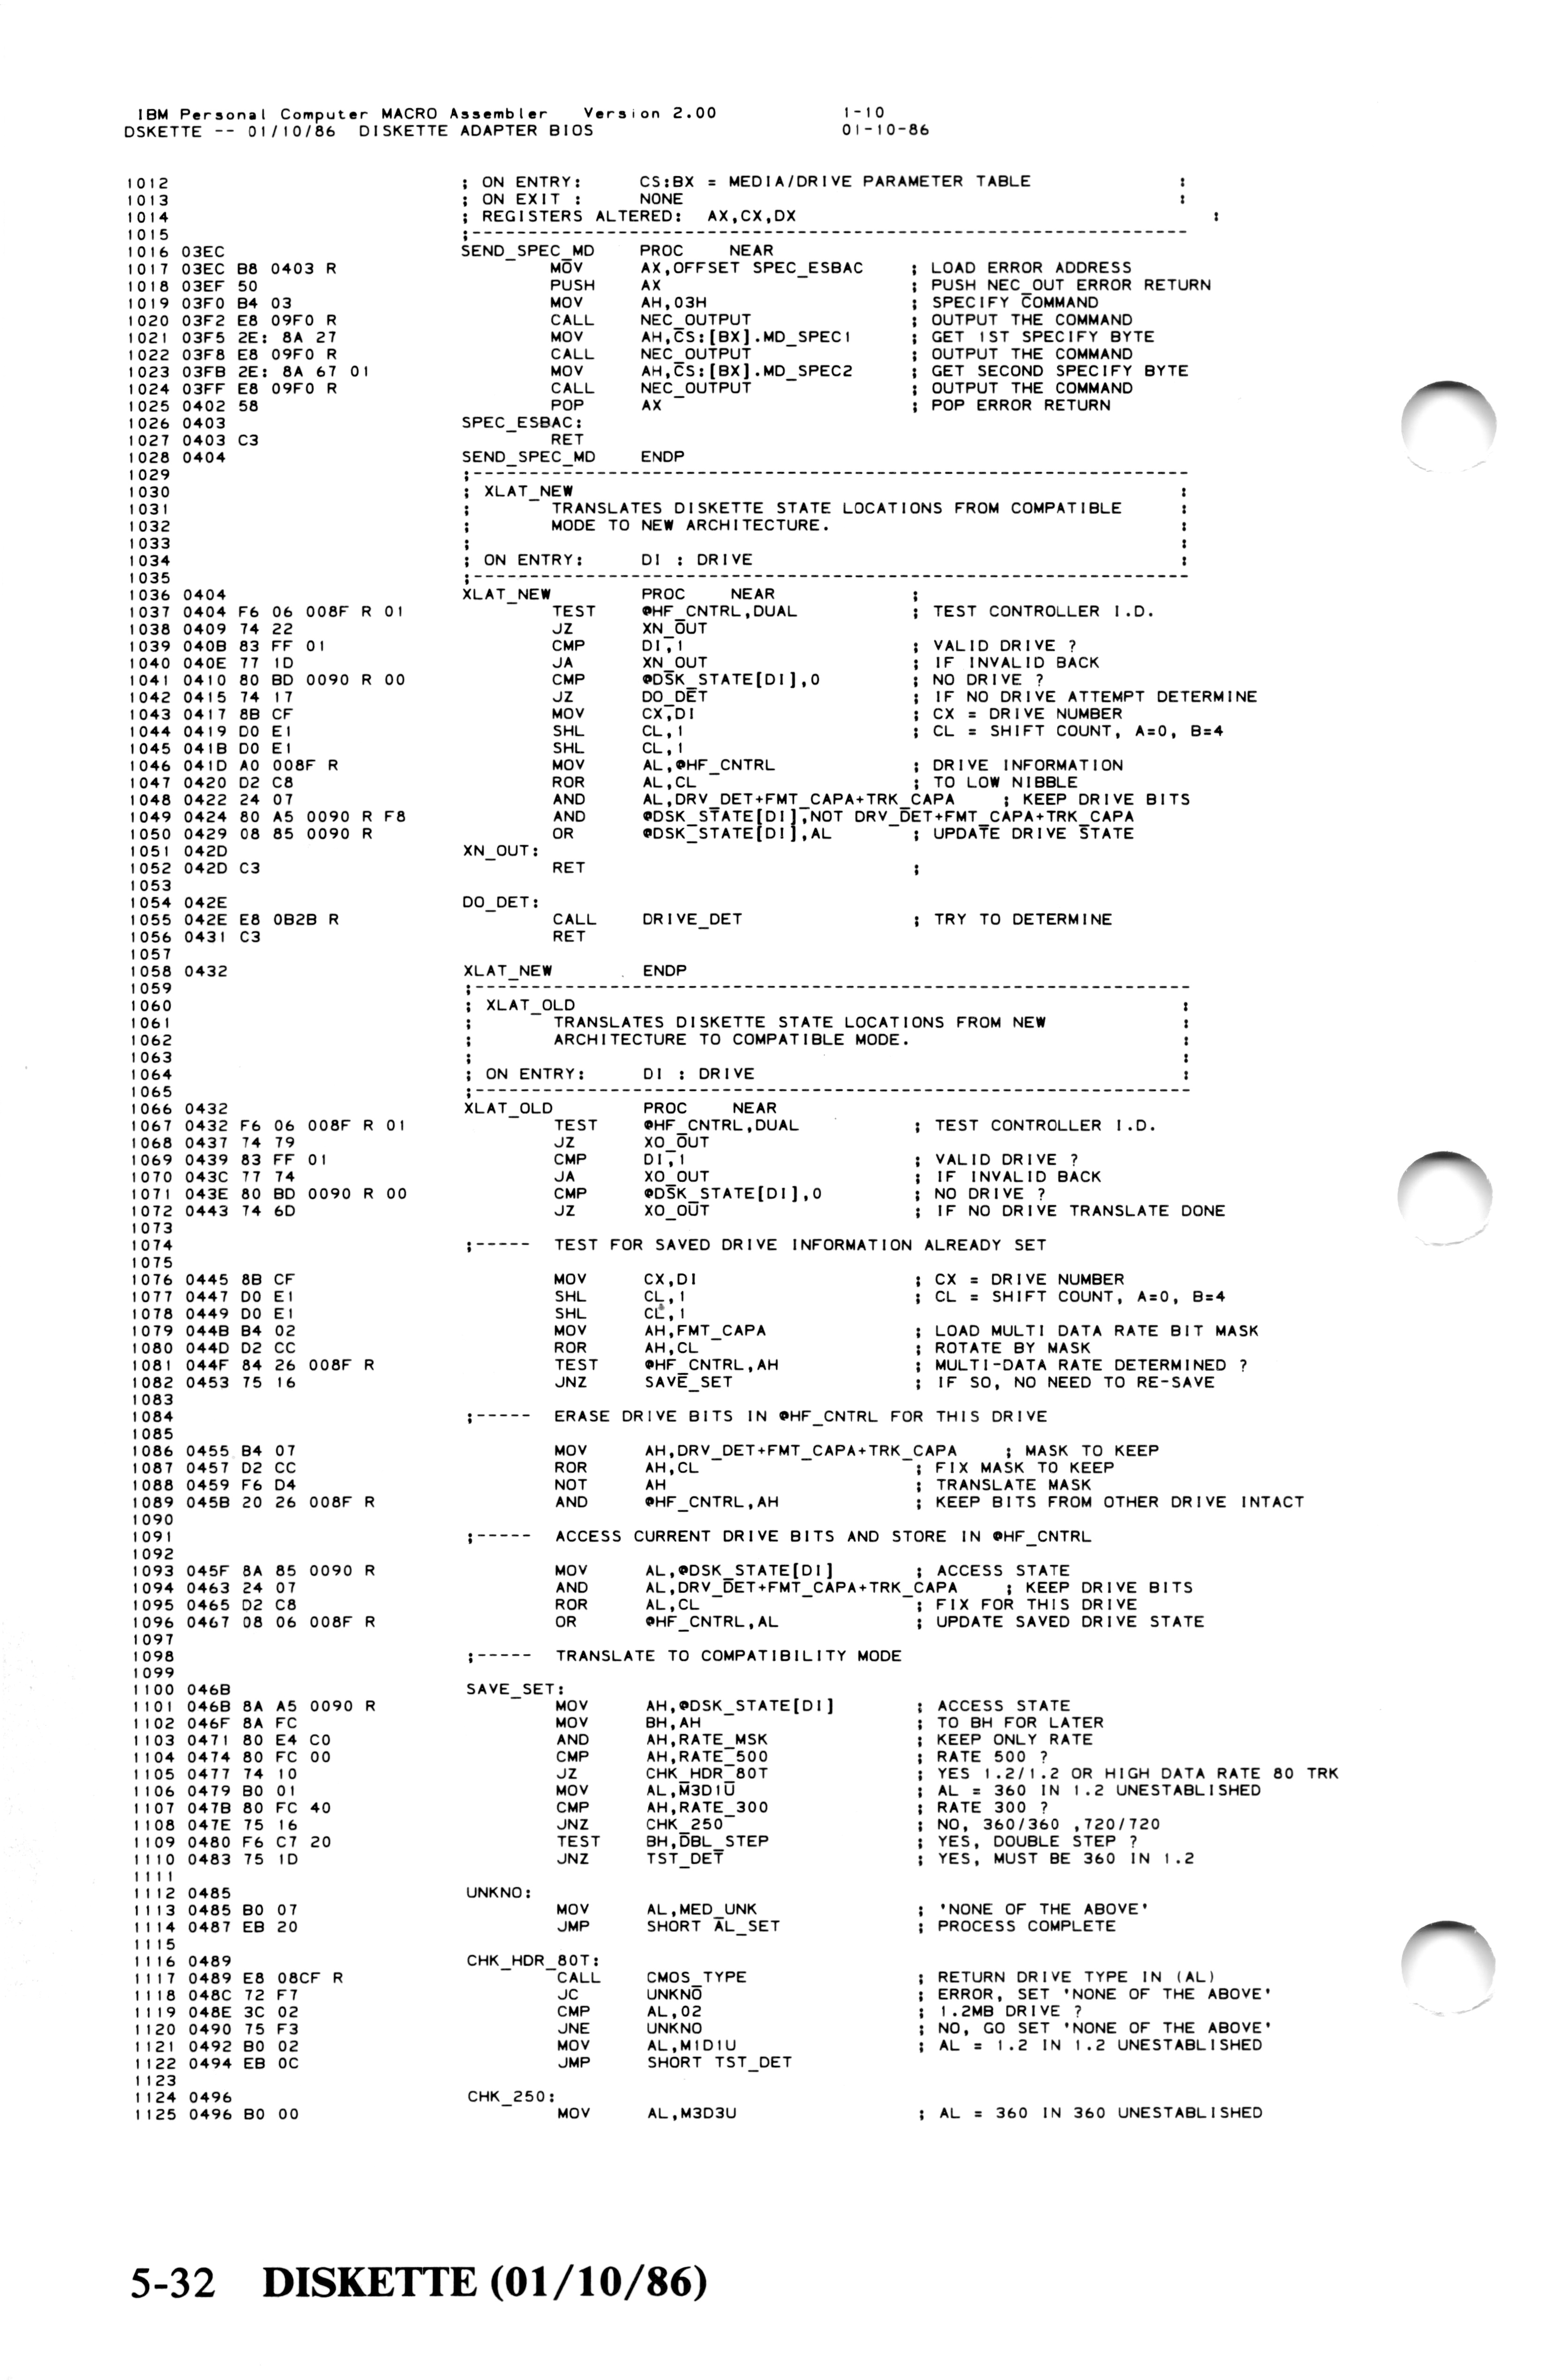 IBM Personal Computer MACRO Assembler   Version 2.00            1-10
DSKETTE -- 01/10/86  DISKETTE ADAPTER BIOS                      01-10-86
1012                            ; ON ENTRY:     CS:BX = MEDIA/DRIVE PARAMETER TABLE             :
1013                            ; ON EXIT :     NONE                                            :
1014                            ; REGISTERS ALTERED:  AX,CX,DX                                  :
1015                            ;----------------------------------------------------------------
1016 03EC                       SEND_SPEC_MD    PROC    NEAR
1017 03EC B8 0403 R                     MOV     AX,OFFSET SPEC_ESBAC    ; LOAD ERROR ADDRESS
1018 03EF 50                            PUSH    AX                      ; PUSH NEC_OUT ERROR RETURN
1019 03F0 B4 03                         MOV     AH,03H                  ; SPECIFY COMMAND
1020 03F2 E8 09F0 R                     CALL    NEC_OUTPUT              ; OUTPUT THE COMMAND
1021 03F5 2E: 8A 27                     MOV     AH,CS:[BX].MD_SPEC1     ; GET 1ST SPECIFY BYTE
1022 03F8 E8 09F0 R                     CALL    NEC_OUTPUT              ; OUTPUT THE COMMAND
1023 03FB 2E: 8A 67 01                  MOV     AH,CS:[BX].MD_SPEC2     ; GET SECOND SPECIFY BYTE
1024 03FF E8 09F0 R                     CALL    NEC_OUTPUT              ; OUTPUT THE COMMAND
1025 0402 58                            POP     AX                      ; POP ERROR RETURN
1026 0403                       SPEC_ESBAC:
1027 0403 C3                            RET
1028 0404                       SEND_SPEC_MD    ENDP
1029                            ;----------------------------------------------------------------
1030                            ; XLAT_NEW                                                      :
1031                            ;       TRANSLATES DISKETTE STATE LOCATIONS FROM COMPATIBLE     :
1032                            ;       MODE TO NEW ARCHITECTURE.                               :
1033                            ;                                                               :
1034                            ; ON ENTRY:     DI : DRIVE                                      :
1035                            ;----------------------------------------------------------------
1036 0404                       XLAT_NEW        PROC    NEAR            ;
1037 0404 F6 06 008F R 01               TEST    @HF_CNTRL,DUAL          ; TEST CONTROLLER I.D.
1038 0409 74 22                         JZ      XN_OUT
1039 040B 83 FF 01                      CMP     DI,1                    ; VALID DRIVE ?
1040 040E 77 1D                         JA      XN_OUT                  ; IF INVALID BACK
1041 0410 80 BD 0090 R 00               CMP     @DSK_STATE[DI],0        ; NO DRIVE ?
1042 0415 74 17                         JZ      DO_DET                  ; IF NO DRIVE ATTEMPT DETERMINE
1043 0417 8B CF                         MOV     CX,DI                   ; CX = DRIVE NUMBER
1044 0419 D0 E1                         SHL     CL,1                    ; CL = SHIFT COUNT, A=0, B=4
1045 041B D0 E1                         SHL     CL,1
1046 041D A0 008F R                     MOV     AL,@HF_CNTRL            ; DRIVE INFORMATION
1047 0420 D2 C8                         ROR     AL,CL                   ; TO LOW NIBBLE
1048 0422 24 07                         AND     AL,DRV_DET+FMT_CAPA+TRK_CAPA    ; KEEP DRIVE BITS
1049 0424 80 A5 0090 R F8               AND     @DSK_STATE[DI],NOT DRV_DET+FMT_CAPA+TRK_CAPA
1050 0429 08 85 0090 R                  OR      @DSK_STATE[DI],AL       ; UPDATE DRIVE STATE
1051 042D                       XN_OUT:
1052 042D C3                            RET                             ;
1053
1054 042E                       DO_DET:
1055 042E E8 0B2B R                     CALL    DRIVE_DET               ; TRY TO DETERMINE
1056 0431 C3                            RET
1057
1058 0432                       XLAT_NEW        ENDP
1059                            ;----------------------------------------------------------------
1060                            ; XLAT_OLD                                                      :
1061                            ;       TRANSLATES DISKETTE STATE LOCATIONS FROM NEW            :
1062                            ;       ARCHITECTURE TO COMPATIBLE MODE.                        :
1063                            ;                                                               :
1064                            ; ON ENTRY:     DI : DRIVE                                      :
1065                            ;----------------------------------------------------------------
1066 0432                       XLAT_OLD        PROC    NEAR
1067 0432 F6 06 008F R 01               TEST    @HF_CNTRL,DUAL          ; TEST CONTROLLER I.D.
1068 0437 74 79                         JZ      XO_OUT
1069 0439 83 FF 01                      CMP     DI,1                    ; VALID DRIVE ?
1070 043C 77 74                         JA      XO_OUT                  ; IF INVALID BACK
1071 043E 80 BD 0090 R 00               CMP     @DSK_STATE[DI],0        ; NO DRIVE ?
1072 0443 74 6D                         JZ      XO_OUT                  ; IF NO DRIVE TRANSLATE DONE
1073
1074                            ;-----  TEST FOR SAVED DRIVE INFORMATION ALREADY SET
1075
1076 0445 8B CF                         MOV     CX,DI                   ; CX = DRIVE NUMBER
1077 0447 D0 E1                         SHL     CL,1                    ; CL = SHIFT COUNT, A=0, B=4
1078 0449 D0 E1                         SHL     CL,1
1079 044B B4 02                         MOV     AH,FMT_CAPA             ; LOAD MULTI DATA RATE BIT MASK
1080 044D D2 CC                         ROR     AH,CL                   ; ROTATE BY MASK
1081 044F 84 26 008F R                  TEST    @HF_CNTRL,AH            ; MULTI-DATA RATE DETERMINED ?
1082 0453 75 16                         JNZ     SAVE_SET                ; IF SO, NO NEED TO RE-SAVE
1083
1084                            ;-----  ERASE DRIVE BITS IN @HF_CNTRL FOR THIS DRIVE
1085
1086 0455 B4 07                         MOV     AH,DRV_DET+FMT_CAPA+TRK_CAPA    ; MASK TO KEEP
1087 0457 D2 CC                         ROR     AH,CL                   ; FIX MASK TO KEEP
1088 0459 F6 D4                         NOT     AH                      ; TRANSLATE MASK
1089 045B 20 26 008F R                  AND     @HF_CNTRL,AH            ; KEEP BITS FROM OTHER DRIVE INTACT
1090
1091                            ;-----  ACCESS CURRENT DRIVE BITS AND STORE IN @HF_CNTRL
1092
1093 045F 8A 85 0090 R                  MOV     AL,@DSK_STATE[DI]       ; ACCESS STATE
1094 0463 24 07                         AND     AL,DRV_DET+FMT_CAPA+TRK_CAPA    ; KEEP DRIVE BITS
1095 0465 D2 C8                         ROR     AL,CL                   ; FIX FOR THIS DRIVE
1096 0467 08 06 008F R                  OR      @HF_CNTRL,AL            ; UPDATE SAVED DRIVE STATE
1097
1098                            ;-----  TRANSLATE TO COMPATIBILITY MODE
1099
1100 046B                       SAVE_SET:
1101 046B 8A A5 0090 R                  MOV     AH,@DSK_STATE[DI]       ; ACCESS STATE
1102 046F 8A FC                         MOV     BH,AH                   ; TO BH FOR LATER
1103 0471 80 E4 C0                      AND     AH,RATE_MSK             ; KEEP ONLY RATE
1104 0474 80 FC 00                      CMP     AH,RATE_500             ; RATE 500 ?
1105 0477 74 10                         JZ      CHK_HDR_80T             ; YES 1.2/1.2 OR HIGH DATA RATE 80 TRK
1106 0479 B0 01                         MOV     AL,M3D1U                ; AL = 360 IN 1.2 UNESTABLISHED
1107 047B 80 FC 40                      CMP     AH,RATE_300             ; RATE 300 ?
1108 047E 75 16                         JNZ     CHK_250                 ; NO, 360/360 ,720/720
1109 0480 F6 C7 20                      TEST    BH,DBL_STEP             ; YES, DOUBLE STEP ?
1110 0483 75 1D                         JNZ     TST_DET                 ; YES, MUST BE 360 IN 1.2
1111
1112 0485                       UNKNO:
1113 0485 B0 07                         MOV     AL,MED_UNK              ; 'NONE OF THE ABOVE'
1114 0487 EB 20                         JMP     SHORT AL_SET            ; PROCESS COMPLETE
1115
1116 0489                       CHK_HDR_80T:
1117 0489 E8 08CF R                     CALL    CMOS_TYPE               ; RETURN DRIVE TYPE IN (AL)
1118 048C 72 F7                         JC      UNKNO                   ; ERROR, SET 'NONE OF THE ABOVE'
1119 048E 3C 02                         CMP     AL,02                   ; 1.2MB DRIVE ?
1120 0490 75 F3                         JNE     UNKNO                   ; NO, GO SET 'NONE OF THE ABOVE'
1121 0492 B0 02                         MOV     AL,M1D1U                ; AL = 1.2 IN 1.2 UNESTABLISHED
1122 0494 EB 0C                         JMP     SHORT TST_DET
1123
1124 0496                       CHK_250:
1125 0496 B0 00                         MOV     AL,M3D3U                ; AL = 360 IN 360 UNESTABLISHED
5-32 DISKETTE (01/10/86)